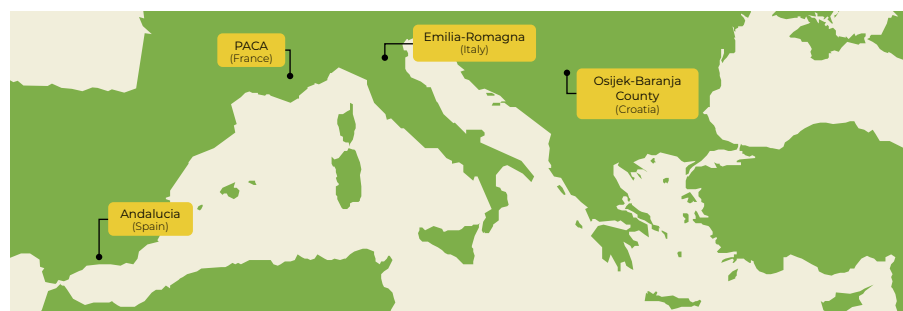 PACA
(France)
Emilia-Romagna
(Italy)
Osijek-Baranja
County
(Croatia)
Andalucia
(Spain)